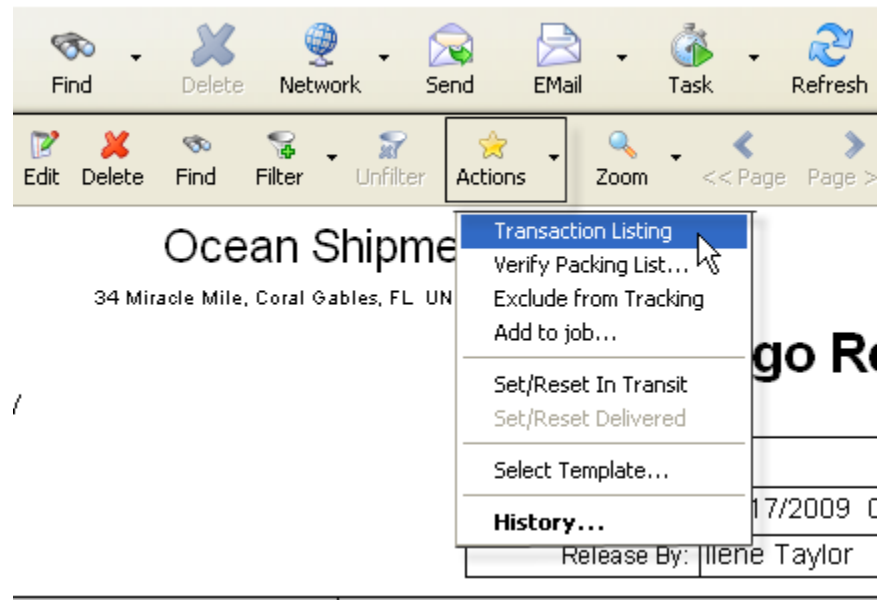 Find Delete Network Send EMail Task Refresh
Edit Delete Find Filter Unfilter Actions Zoom << Page Page >
Ocean Shipme
34 Miracle Mile, Coral Gables, FL UN
Transaction Listing
Verify Packing List...
Exclude from Tracking
Add to job...
go Re
/
Set/Reset In Transit
Set/Reset Delivered
Select Template...
History...
17/2009 0
Release By: Ilene Taylor